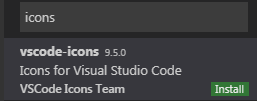 icons
vscode-icons 9.5.0
Icons for Visual Studio Code
VSCode Icons Team Install